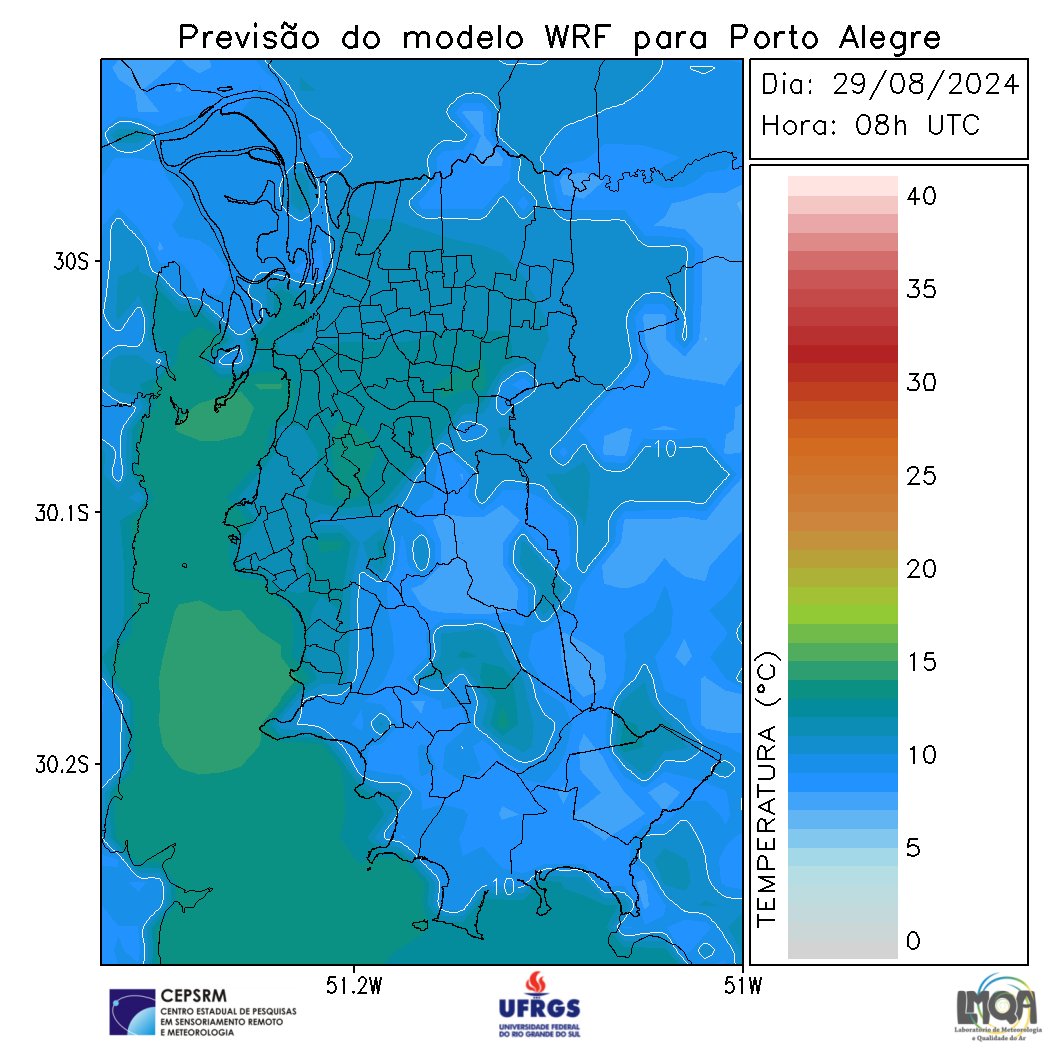 Previsão do modelo WRF para Porto Alegre
Dia: 29/08/2024
Hora: 08h UTC
30S
30.1S
30.2S
51.2W
51W
10
10
TEMPERATURA (°C)
40
35
30
25
20
15
10
5
0
CEPSRM
CENTRO ESTADUAL DE PESQUISAS
EM SENSORIAMENTO REMOTO
E METEOROLOGIA
UFRGS
UNIVERSIDADE FEDERAL
DO RIO GRANDE DO SUL
LMQA
Laboratório de Meteorologia
e Qualidade do Ar